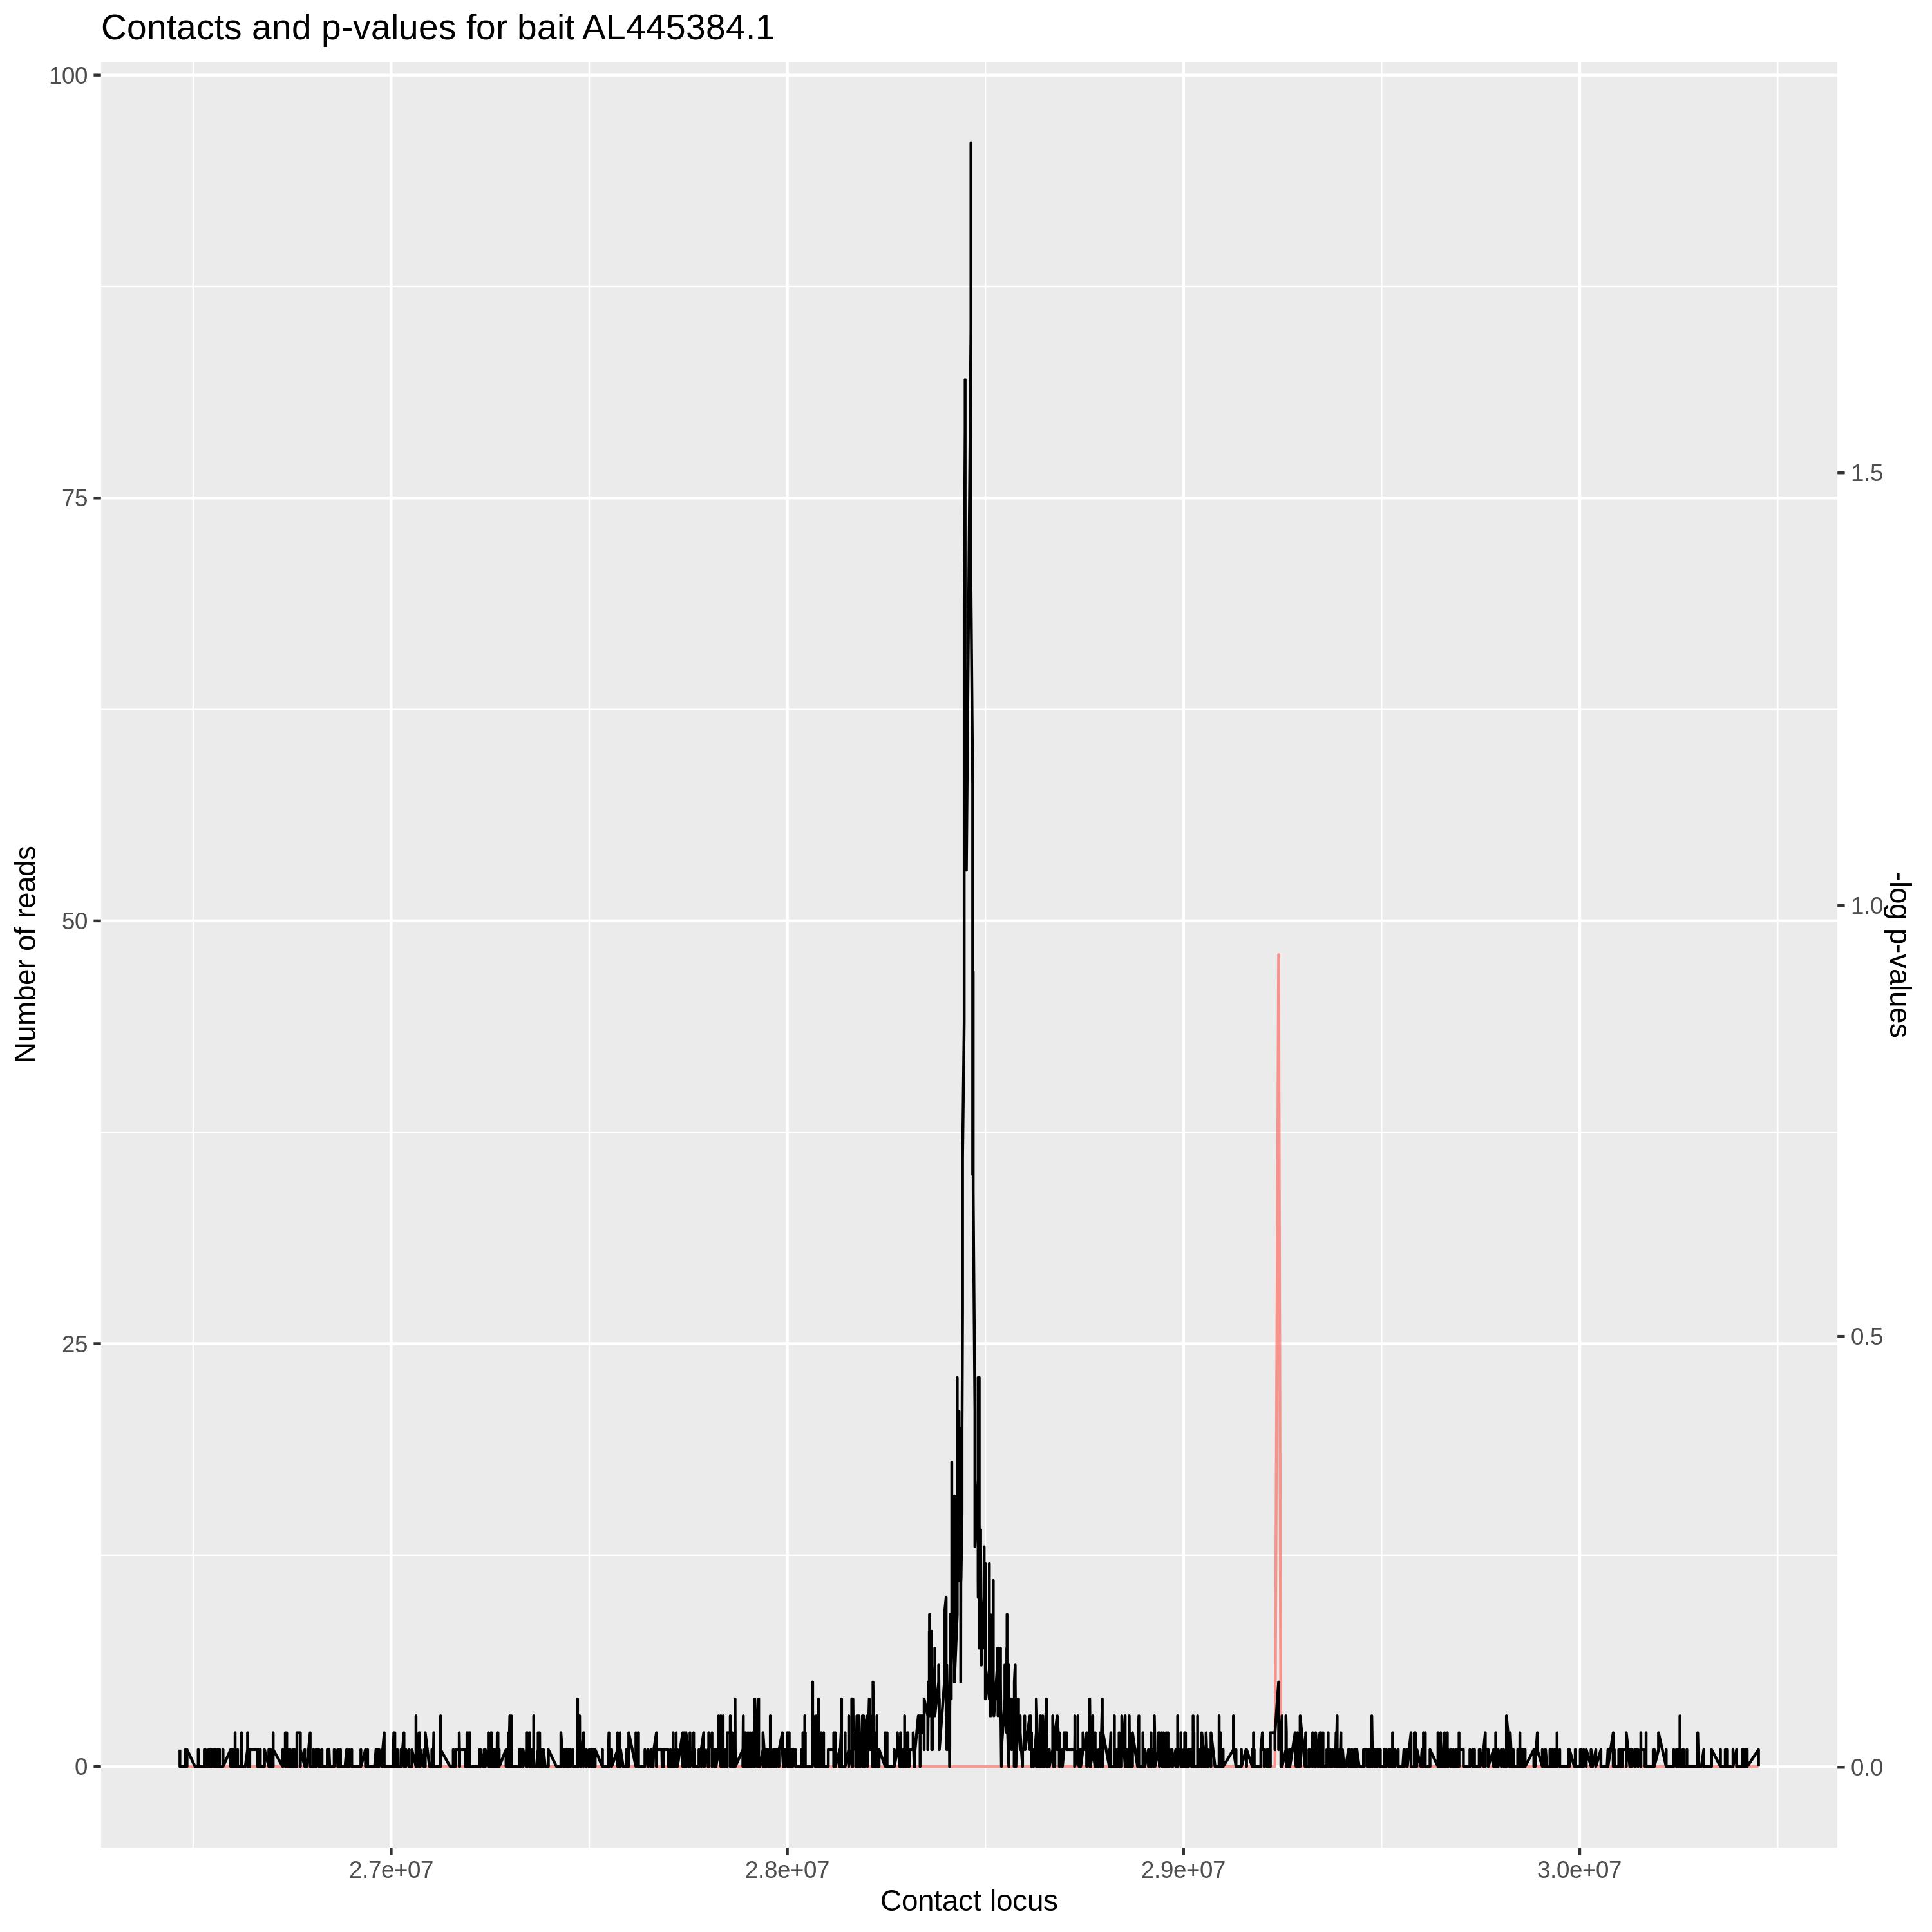 Contacts and p-values for bait AL445384.1
100
75
50
25
0
Number of reads
1.5
1.0
0.5
0.0
-log p-values
2.7e+07 2.8e+07 2.9e+07 3.0e+07
Contact locus